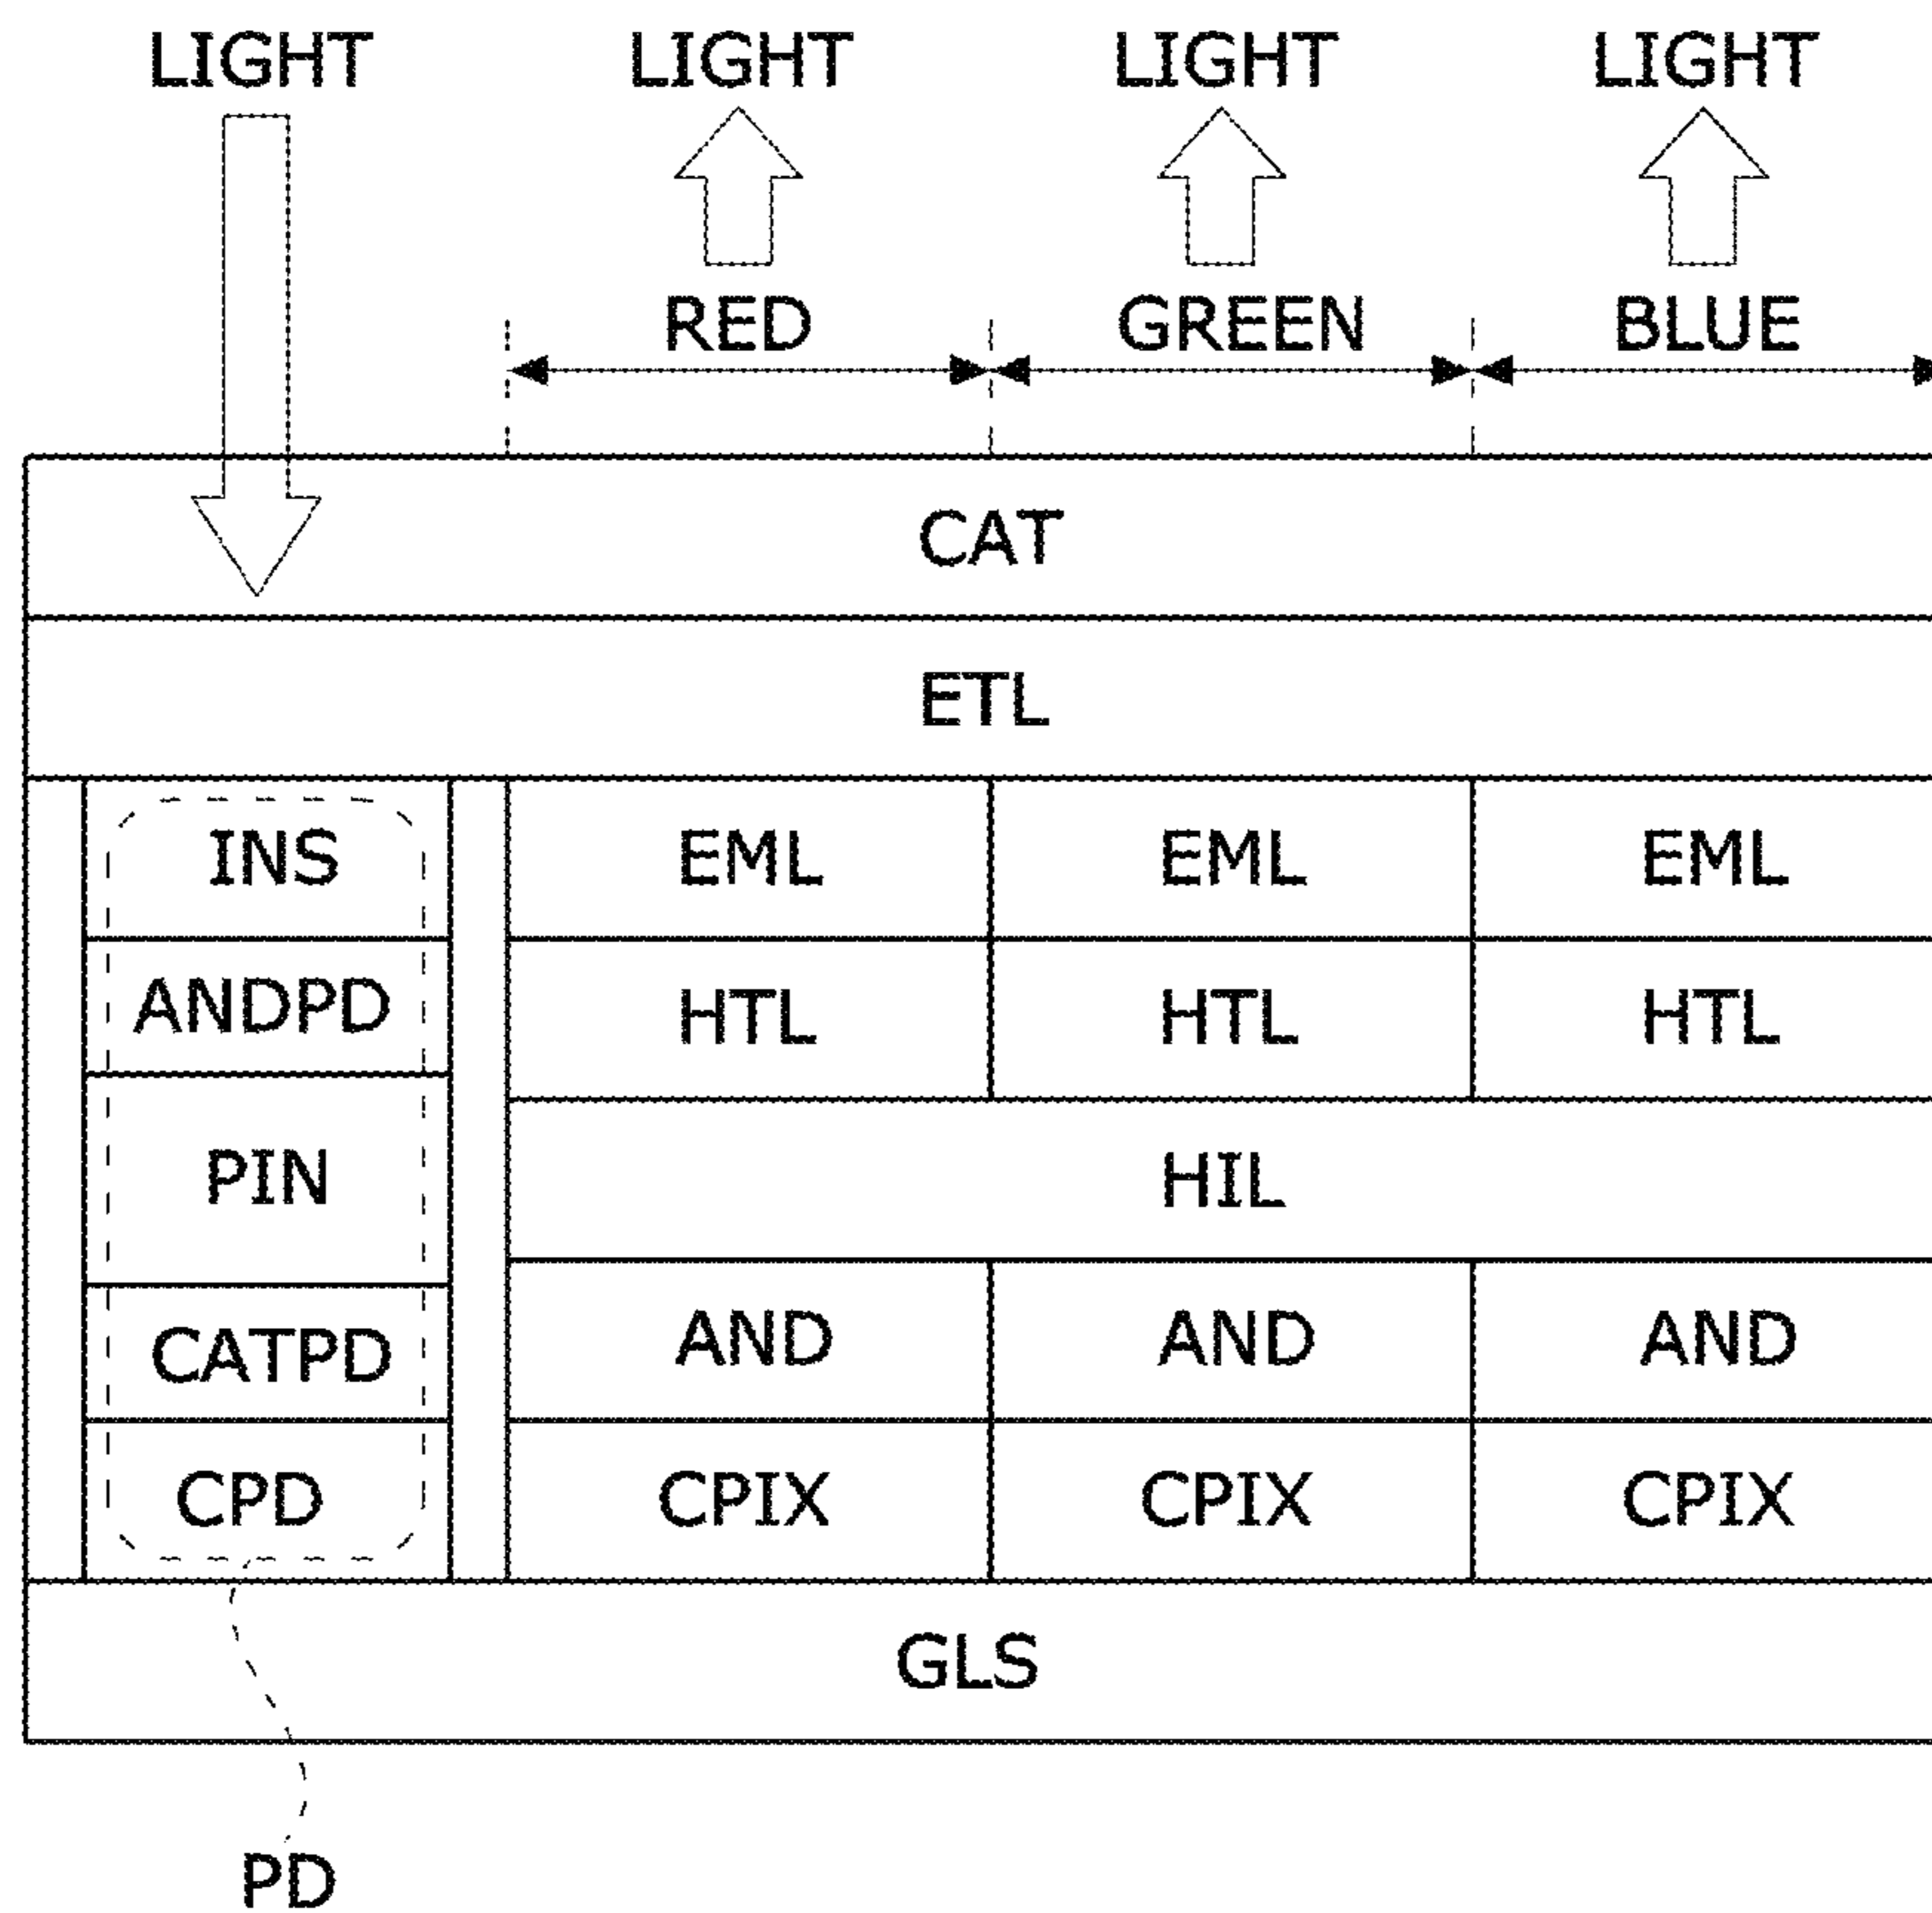 LIGHT LIGHT LIGHT LIGHT
RED GREEN BLUE
CAT
ETL
INS EML EML EML
ANDPD HTL HTL HTL
PIN HIL
CATPD AND AND AND
CPD CPIX CPIX CPIX
GLS
PD